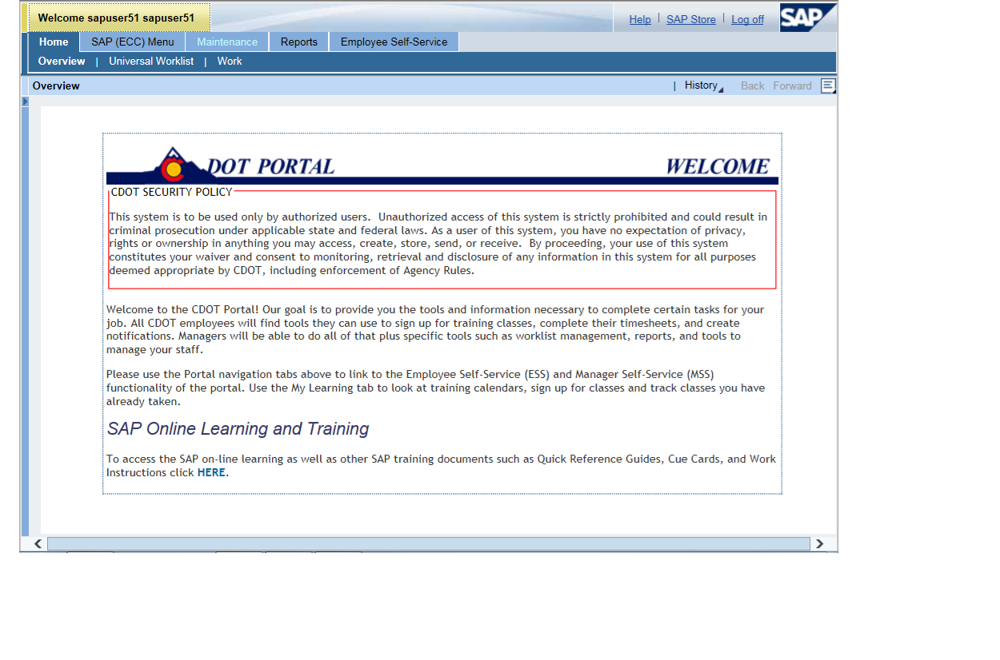 Welcome sapuser51 sapuser51
Help | SAP Store | Log off
SAP
Home SAP (ECC) Menu Maintenance Reports Employee Self-Service
Overview | Universal Worklist | Work
Overview | History Back Forward
DOT PORTAL WELCOME
CDOT SECURITY POLICY
This system is to be used only by authorized users.  Unauthorized access of this system is strictly prohibited and could result in
criminal prosecution under applicable state and federal laws. As a user of this system, you have no expectation of privacy,
rights or ownership in anything you may access, create, store, send, or receive.  By proceeding, your use of this system
constitutes your waiver and consent to monitoring, retrieval and disclosure of any information in this system for all purposes
deemed appropriate by CDOT, including enforcement of Agency Rules.
Welcome to the CDOT Portal! Our goal is to provide you the tools and information necessary to complete certain tasks for your
job. All CDOT employees will find tools they can use to sign up for training classes, complete their timesheets, and create
notifications. Managers will be able to do all of that plus specific tools such as worklist management, reports, and tools to
manage your staff.
Please use the Portal navigation tabs above to link to the Employee Self-Service (ESS) and Manager Self-Service (MSS)
functionality of the portal. Use the My Learning tab to look at training calendars, sign up for classes and track classes you have
already taken.
SAP Online Learning and Training
To access the SAP on-line learning as well as other SAP training documents such as Quick Reference Guides, Cue Cards, and Work
Instructions click HERE.